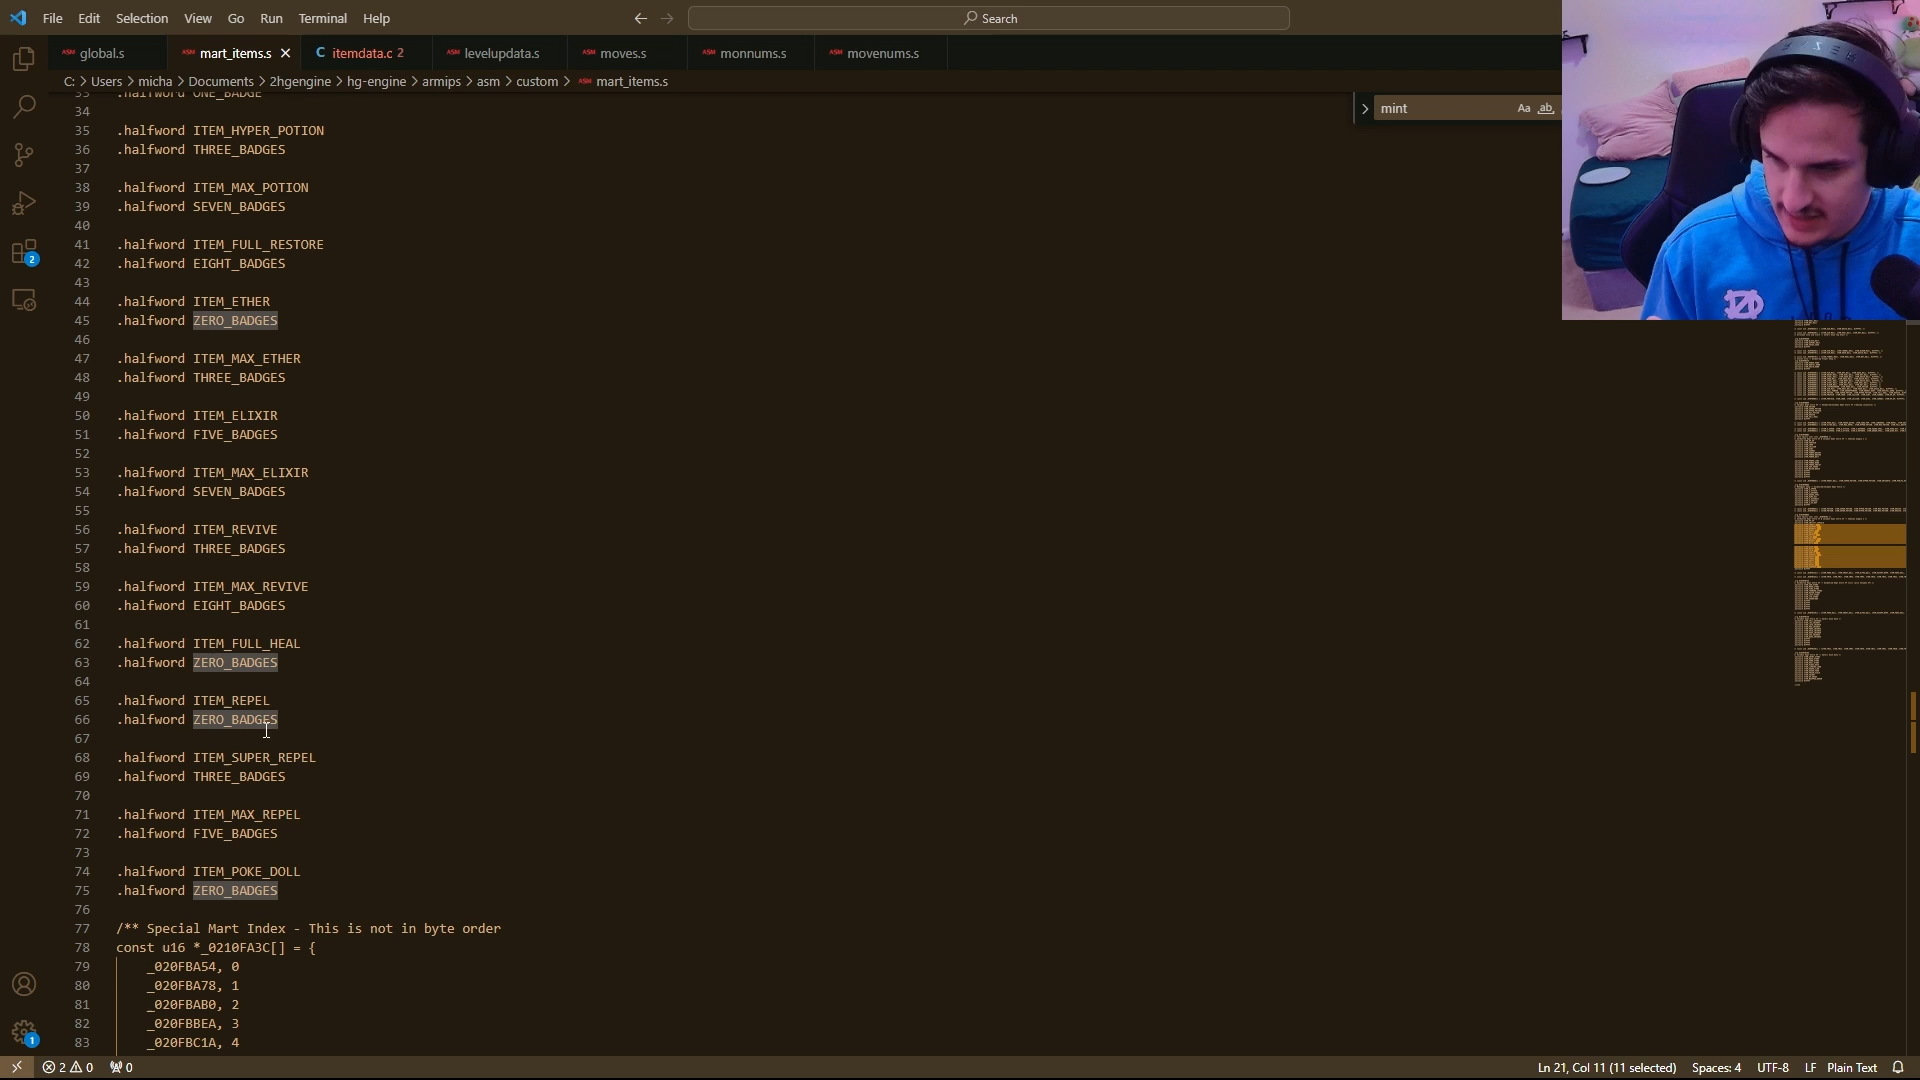 File Edit Selection View Go Run Terminal Help
Search
global.s mart_items.s itemdata.c 2 levelupdata.s moves.s monnums.s movenums.s
C: > Users > micha > Documents > 2hgengine > hg-engine > armips > asm > custom > mart_items.s
mint Aa ab
33 .halfword ONE_BADGE
34
35 .halfword ITEM_HYPER_POTION
36 .halfword THREE_BADGES
37
38 .halfword ITEM_MAX_POTION
39 .halfword SEVEN_BADGES
40
41 .halfword ITEM_FULL_RESTORE
42 .halfword EIGHT_BADGES
43
44 .halfword ITEM_ETHER
45 .halfword ZERO_BADGES
46
47 .halfword ITEM_MAX_ETHER
48 .halfword THREE_BADGES
49
50 .halfword ITEM_ELIXIR
51 .halfword FIVE_BADGES
52
53 .halfword ITEM_MAX_ELIXIR
54 .halfword SEVEN_BADGES
55
56 .halfword ITEM_REVIVE
57 .halfword THREE_BADGES
58
59 .halfword ITEM_MAX_REVIVE
60 .halfword EIGHT_BADGES
61
62 .halfword ITEM_FULL_HEAL
63 .halfword ZERO_BADGES
64
65 .halfword ITEM_REPEL
66 .halfword ZERO_BADGES
67
68 .halfword ITEM_SUPER_REPEL
69 .halfword THREE_BADGES
70
71 .halfword ITEM_MAX_REPEL
72 .halfword FIVE_BADGES
73
74 .halfword ITEM_POKE_DOLL
75 .halfword ZERO_BADGES
76
77 /** Special Mart Index - This is not in byte order
78 const u16 *_0210FA3C[] = {
79 _020FBA54, 0
80 _020FBA78, 1
81 _020FBAB0, 2
82 _020FBBEA, 3
83 _020FBC1A, 4
2 0 0 Ln 21, Col 11 (11 selected) Spaces: 4 UTF-8 LF Plain Text